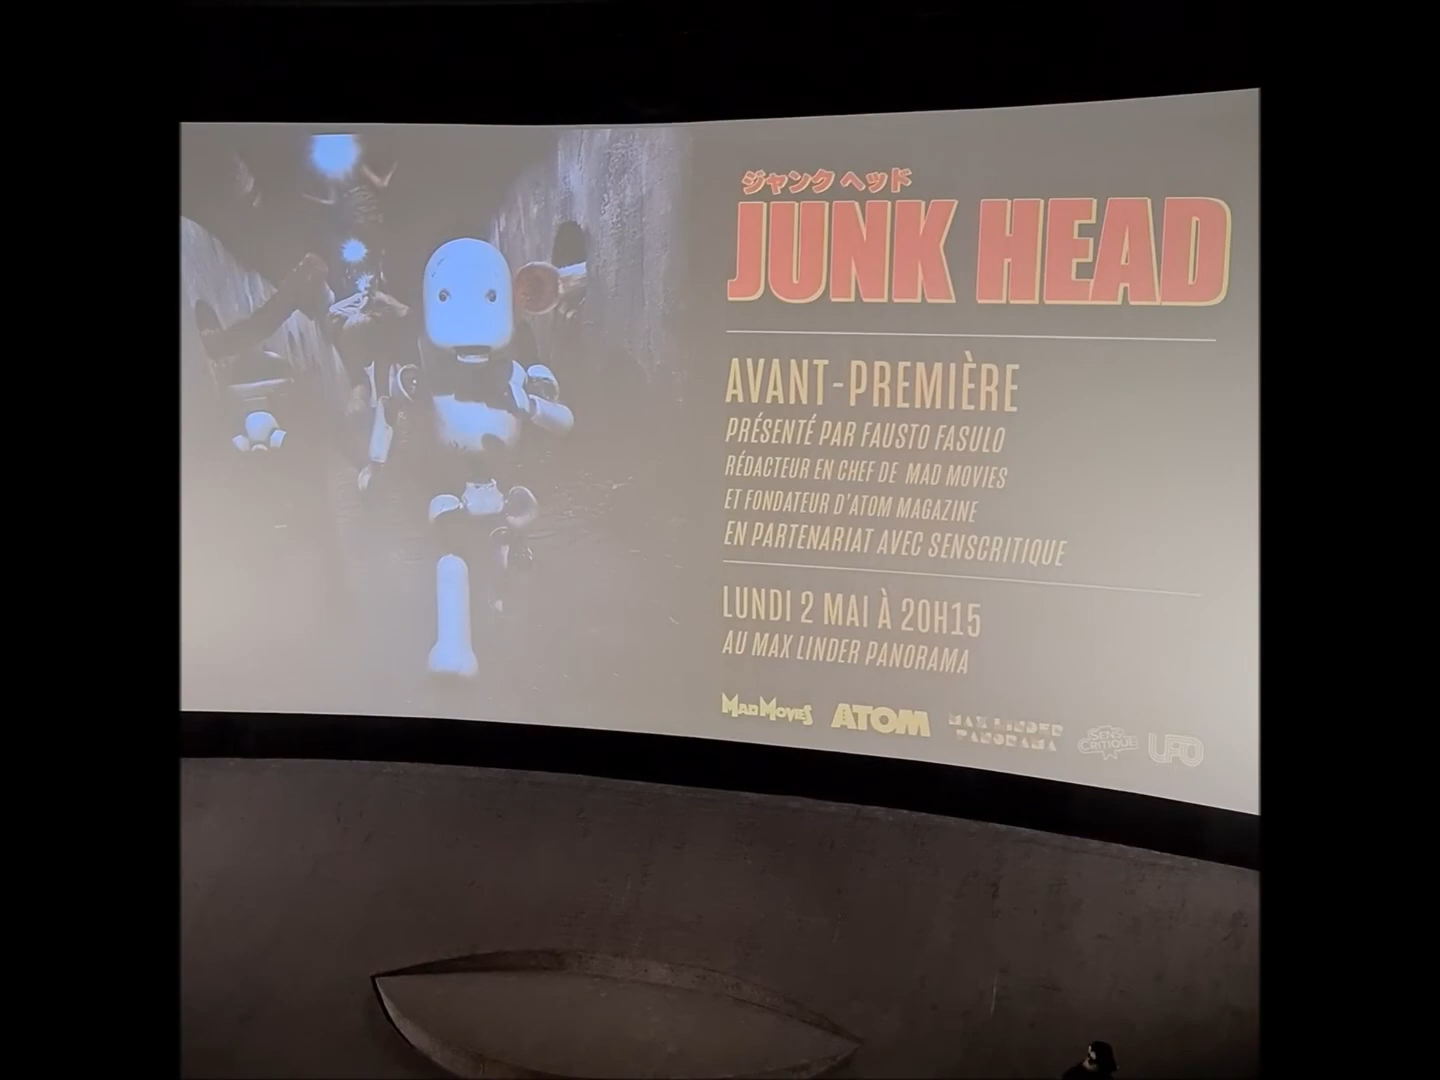 ジャンク ヘッド
JUNK HEAD
AVANT-PREMIÈRE
PRÉSENTÉ PAR FAUSTO FASULO
RÉDACTEUR EN CHEF DE MAD MOVIES
ET FONDATEUR D'ATOM MAGAZINE
EN PARTENARIAT AVEC SENSCRITIQUE
LUNDI 2 MAI À 20H15
AU MAX LINDER PANORAMA
MAD MOVIES ATOM MAX LINDER PANORAMA SENS CRITIQUE UFO